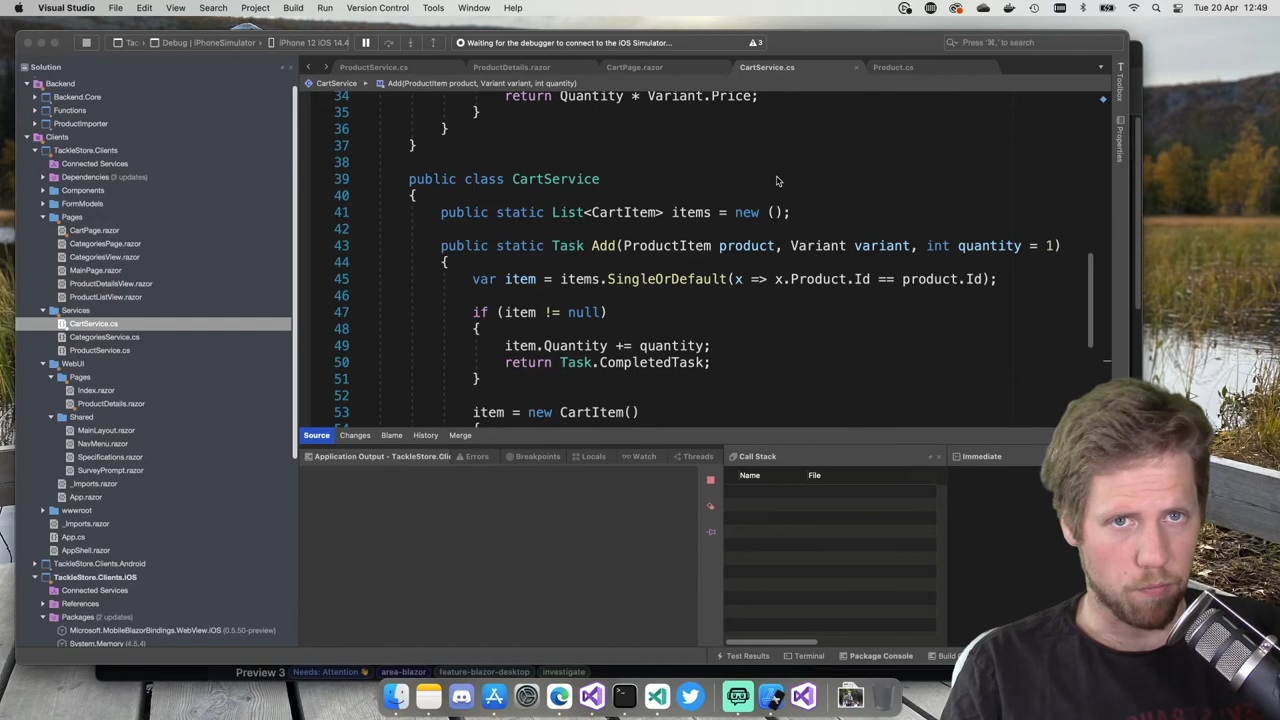 Visual Studio File Edit View Search Project Build Run Version Control Tools Window Help Tue 20 Apr 12:49
Tac > Debug | iPhoneSimulator > iPhone 12 iOS 14.4 Waiting for the debugger to connect to the iOS Simulator... 3 Press '⌘,' to search
Solution
ProductService.cs ProductDetails.razor CartPage.razor CartService.cs Product.cs
CartService > Add(ProductItem product, Variant variant, int quantity)
Backend
Backend.Core
Functions
ProductImporter
Clients
TackleStore.Clients
Connected Services
Dependencies (3 updates)
Components
FormModels
Pages
CartPage.razor
CategoriesPage.razor
CategoriesView.razor
MainPage.razor
ProductDetailsView.razor
ProductListView.razor
Services
CartService.cs
CategoriesService.cs
ProductService.cs
WebUI
Pages
Index.razor
ProductDetails.razor
Shared
MainLayout.razor
NavMenu.razor
Specifications.razor
SurveyPrompt.razor
_Imports.razor
App.razor
wwwroot
_Imports.razor
App.cs
AppShell.razor
TackleStore.Clients.Android
TackleStore.Clients.iOS
Connected Services
References
Packages (2 updates)
Microsoft.MobileBlazorBindings.WebView.iOS (0.5.50-preview)
System.Memory (4.5.4)
34 return Quantity * Variant.Price;
35 }
36 }
37 }
38
39 public class CartService
40 {
41 public static List<CartItem> items = new ();
42
43 public static Task Add(ProductItem product, Variant variant, int quantity = 1)
44 {
45 var item = items.SingleOrDefault(x => x.Product.Id == product.Id);
46
47 if (item != null)
48 {
49 item.Quantity += quantity;
50 return Task.CompletedTask;
51 }
52
53 item = new CartItem()
54 {
Source Changes Blame History Merge
Application Output - TackleStore.Clie Errors Breakpoints Locals Watch Threads Call Stack Immediate
Name File
Test Results Terminal Package Console Build
Preview 3 Needs: Attention 👋 area-blazor feature-blazor-desktop investigate
Toolbox
Properties